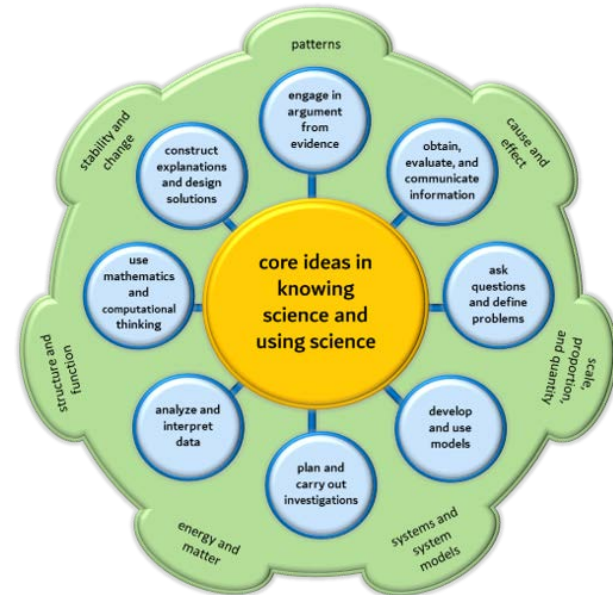 patterns
engage in
argument
from
evidence
obtain,
evaluate, and
communicate
information
cause and
effect
ask
questions
and define
problems
scale,
proportion,
and quantity
develop
and use
models
systems and
system
models
plan and
carry out
investigations
energy and
matter
analyze and
interpret
data
structure and
function
use
mathematics
and
computational
thinking
construct
explanations
and design
solutions
stability and
change
core ideas in
knowing
science and
using science